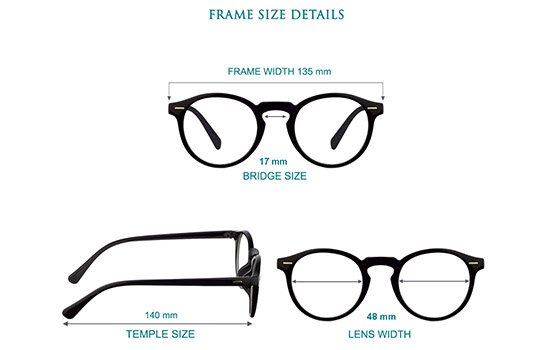 FRAME SIZE DETAILS
FRAME WIDTH 135 mm
17 mm
BRIDGE SIZE
140 mm
TEMPLE SIZE
48 mm
LENS WIDTH